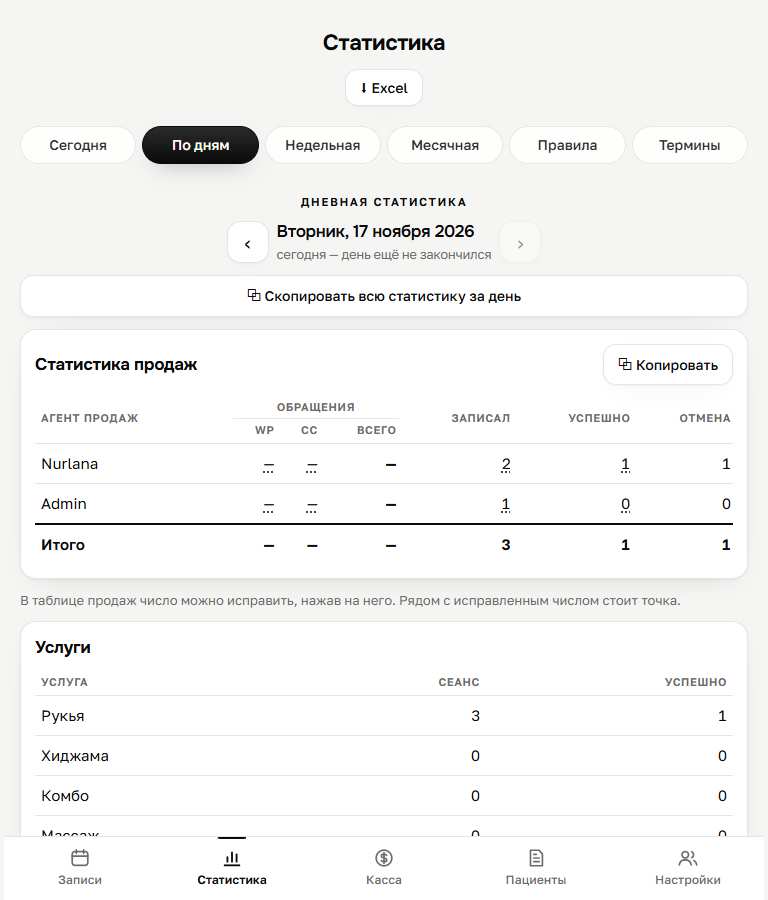 Статистика
⭳ Excel
Сегодня По дням Недельная Месячная Правила Термины
ДНЕВНАЯ СТАТИСТИКА
‹ Вторник, 17 ноября 2026 ›
сегодня — день ещё не закончился
Скопировать всю статистику за день
Статистика продаж Копировать
АГЕНТ ПРОДАЖ ОБРАЩЕНИЯ ЗАПИСАЛ УСПЕШНО ОТМЕНА
WP CC ВСЕГО
Nurlana — — — 2 1 1
Admin — — — 1 0 0
Итого — — — 3 1 1
В таблице продаж число можно исправить, нажав на него. Рядом с исправленным числом стоит точка.
Услуги
УСЛУГА СЕАНС УСПЕШНО
Рукья 3 1
Хиджама 0 0
Комбо 0 0
Массаж 0 0
Записи Статистика Касса Пациенты Настройки